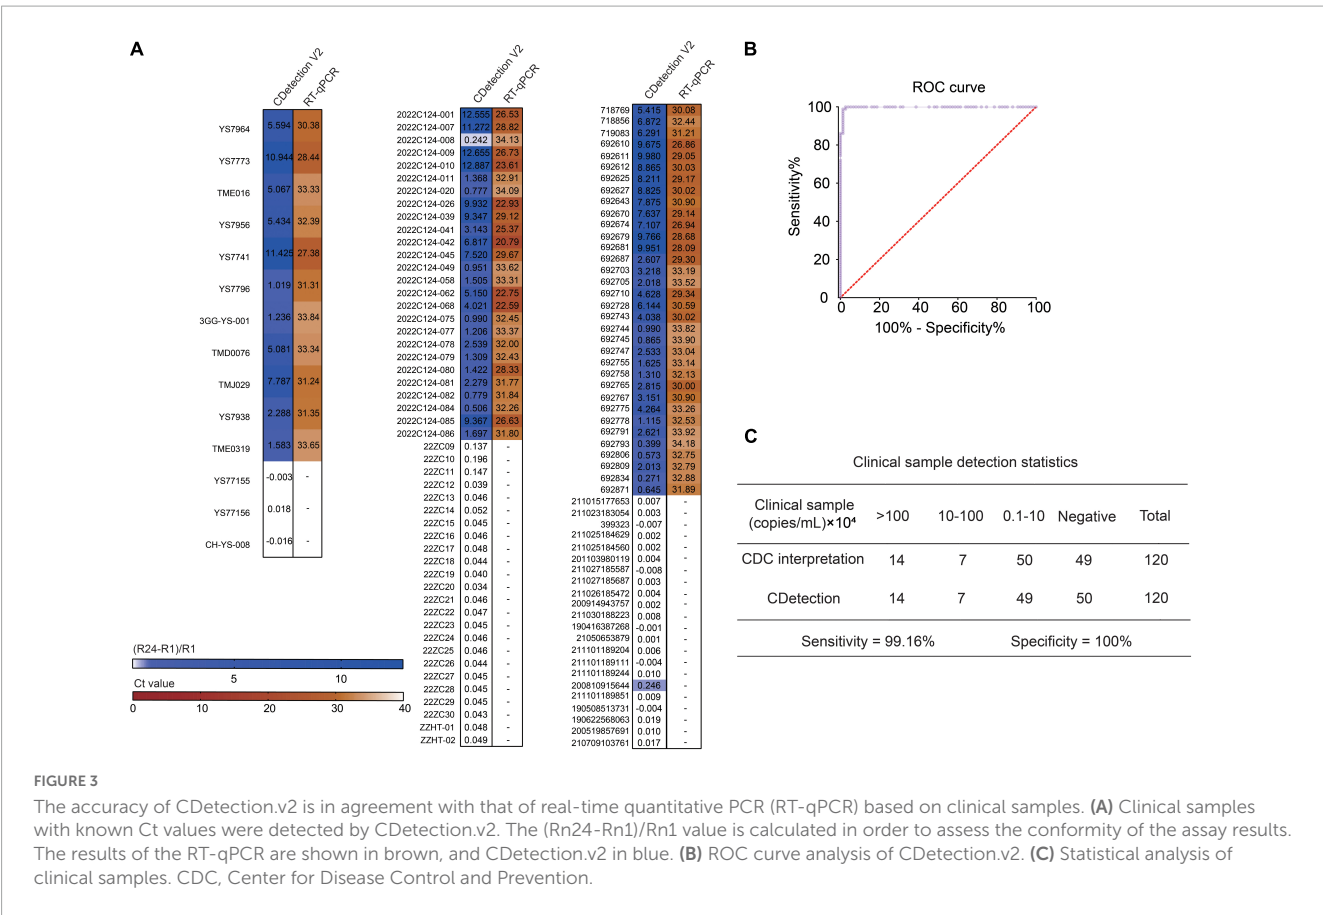 A
CDetection V2 RT-qPCR
YS7964 5.594 30.38
YS7773 10.944 28.44
TME016 5.067 33.33
YS7956 5.434 32.39
YS7741 11.425 27.38
YS7796 1.019 31.31
3GG-YS-001 1.236 33.84
TMD0076 5.081 33.34
TMJ029 7.787 31.24
YS7938 2.288 31.35
TME0319 1.583 33.65
YS77155 -0.003 -
YS77156 0.018 -
CH-YS-008 -0.016 -
(R24-R1)/R1
5 10
Ct value
0 10 20 30 40
CDetection V2 RT-qPCR
2022C124-001 12.555 26.53
2022C124-007 11.272 28.82
2022C124-008 0.242 34.13
2022C124-009 12.655 26.73
2022C124-010 12.887 23.61
2022C124-011 1.368 32.91
2022C124-020 0.777 34.09
2022C124-026 9.932 22.93
2022C124-039 9.347 29.12
2022C124-041 3.143 25.37
2022C124-042 6.817 20.79
2022C124-045 7.520 29.67
2022C124-049 0.951 33.62
2022C124-058 1.505 33.31
2022C124-062 5.150 22.75
2022C124-068 4.021 22.59
2022C124-075 0.990 32.45
2022C124-077 1.206 33.37
2022C124-078 2.539 32.00
2022C124-079 1.309 32.43
2022C124-080 1.422 28.33
2022C124-081 2.279 31.77
2022C124-082 0.779 31.84
2022C124-084 0.506 32.26
2022C124-085 9.367 26.63
2022C124-086 1.697 31.80
22ZC09 0.137 -
22ZC10 0.196 -
22ZC11 0.147 -
22ZC12 0.039 -
22ZC13 0.046 -
22ZC14 0.052 -
22ZC15 0.045 -
22ZC16 0.046 -
22ZC17 0.048 -
22ZC18 0.044 -
22ZC19 0.040 -
22ZC20 0.034 -
22ZC21 0.046 -
22ZC22 0.047 -
22ZC23 0.045 -
22ZC24 0.046 -
22ZC25 0.046 -
22ZC26 0.044 -
22ZC27 0.045 -
22ZC28 0.045 -
22ZC29 0.045 -
22ZC30 0.043 -
ZZHT-01 0.048 -
ZZHT-02 0.049 -
CDetection V2 RT-qPCR
718769 5.415 30.08
718856 6.872 32.44
719083 6.291 31.21
692610 9.675 26.86
692611 9.980 29.05
692612 8.865 30.03
692625 8.211 29.17
692627 8.825 30.02
692643 7.875 30.90
692670 7.637 29.14
692674 7.107 26.94
692679 9.766 28.68
692681 9.951 28.09
692687 2.607 29.30
692703 3.218 33.19
692705 2.018 33.52
692710 4.628 29.34
692728 6.144 30.59
692743 4.038 30.02
692744 0.990 33.82
692745 0.865 33.90
692747 2.533 33.04
692755 1.625 33.14
692758 1.310 32.13
692765 2.815 30.00
692767 3.151 30.90
692775 4.264 33.26
692778 1.115 32.53
692791 2.621 33.92
692793 0.399 34.18
692806 0.573 32.75
692809 2.013 32.79
692834 0.271 32.88
692871 0.645 31.89
211015177653 0.007 -
211023183054 0.003 -
399323 -0.007 -
211025184629 0.002 -
211025184560 0.002 -
201103980119 0.004 -
211027185587 -0.008 -
211027185687 0.003 -
211026185472 0.004 -
200914943757 0.002 -
211030188223 0.008 -
190416387268 -0.001 -
21050653879 0.001 -
211101189204 0.006 -
211101189111 -0.004 -
211101189244 0.010 -
200810915644 0.246 -
211101189851 0.009 -
190508513731 -0.004 -
190622568063 0.019 -
200519857691 0.010 -
210709103761 0.017 -
B
ROC curve
Sensitivity%
100
80
60
40
20
0
0 20 40 60 80 100
100% - Specificity%
C
Clinical sample detection statistics
Clinical sample (copies/mL)×10⁴ >100 10-100 0.1-10 Negative Total
CDC interpretation 14 7 50 49 120
CDetection 14 7 49 50 120
Sensitivity = 99.16% Specificity = 100%
FIGURE 3
The accuracy of CDetection.v2 is in agreement with that of real-time quantitative PCR (RT-qPCR) based on clinical samples. (A) Clinical samples
with known Ct values were detected by CDetection.v2. The (Rn24-Rn1)/Rn1 value is calculated in order to assess the conformity of the assay results.
The results of the RT-qPCR are shown in brown, and CDetection.v2 in blue. (B) ROC curve analysis of CDetection.v2. (C) Statistical analysis of
clinical samples. CDC, Center for Disease Control and Prevention.